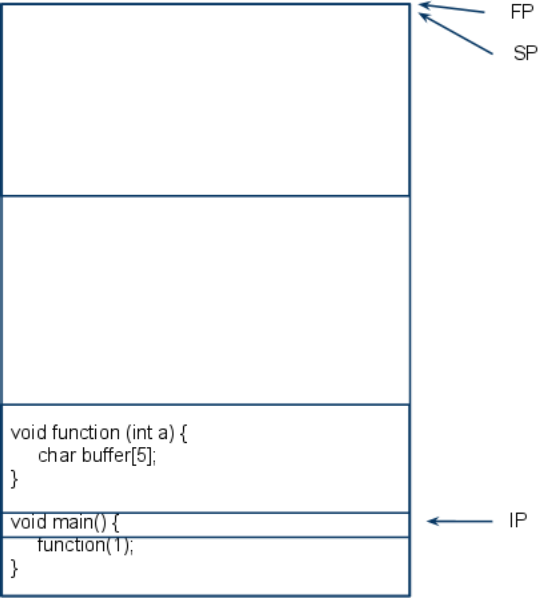 FP
SP
void function (int a) {
char buffer[5];
}
void main() {
IP
function(1);
}